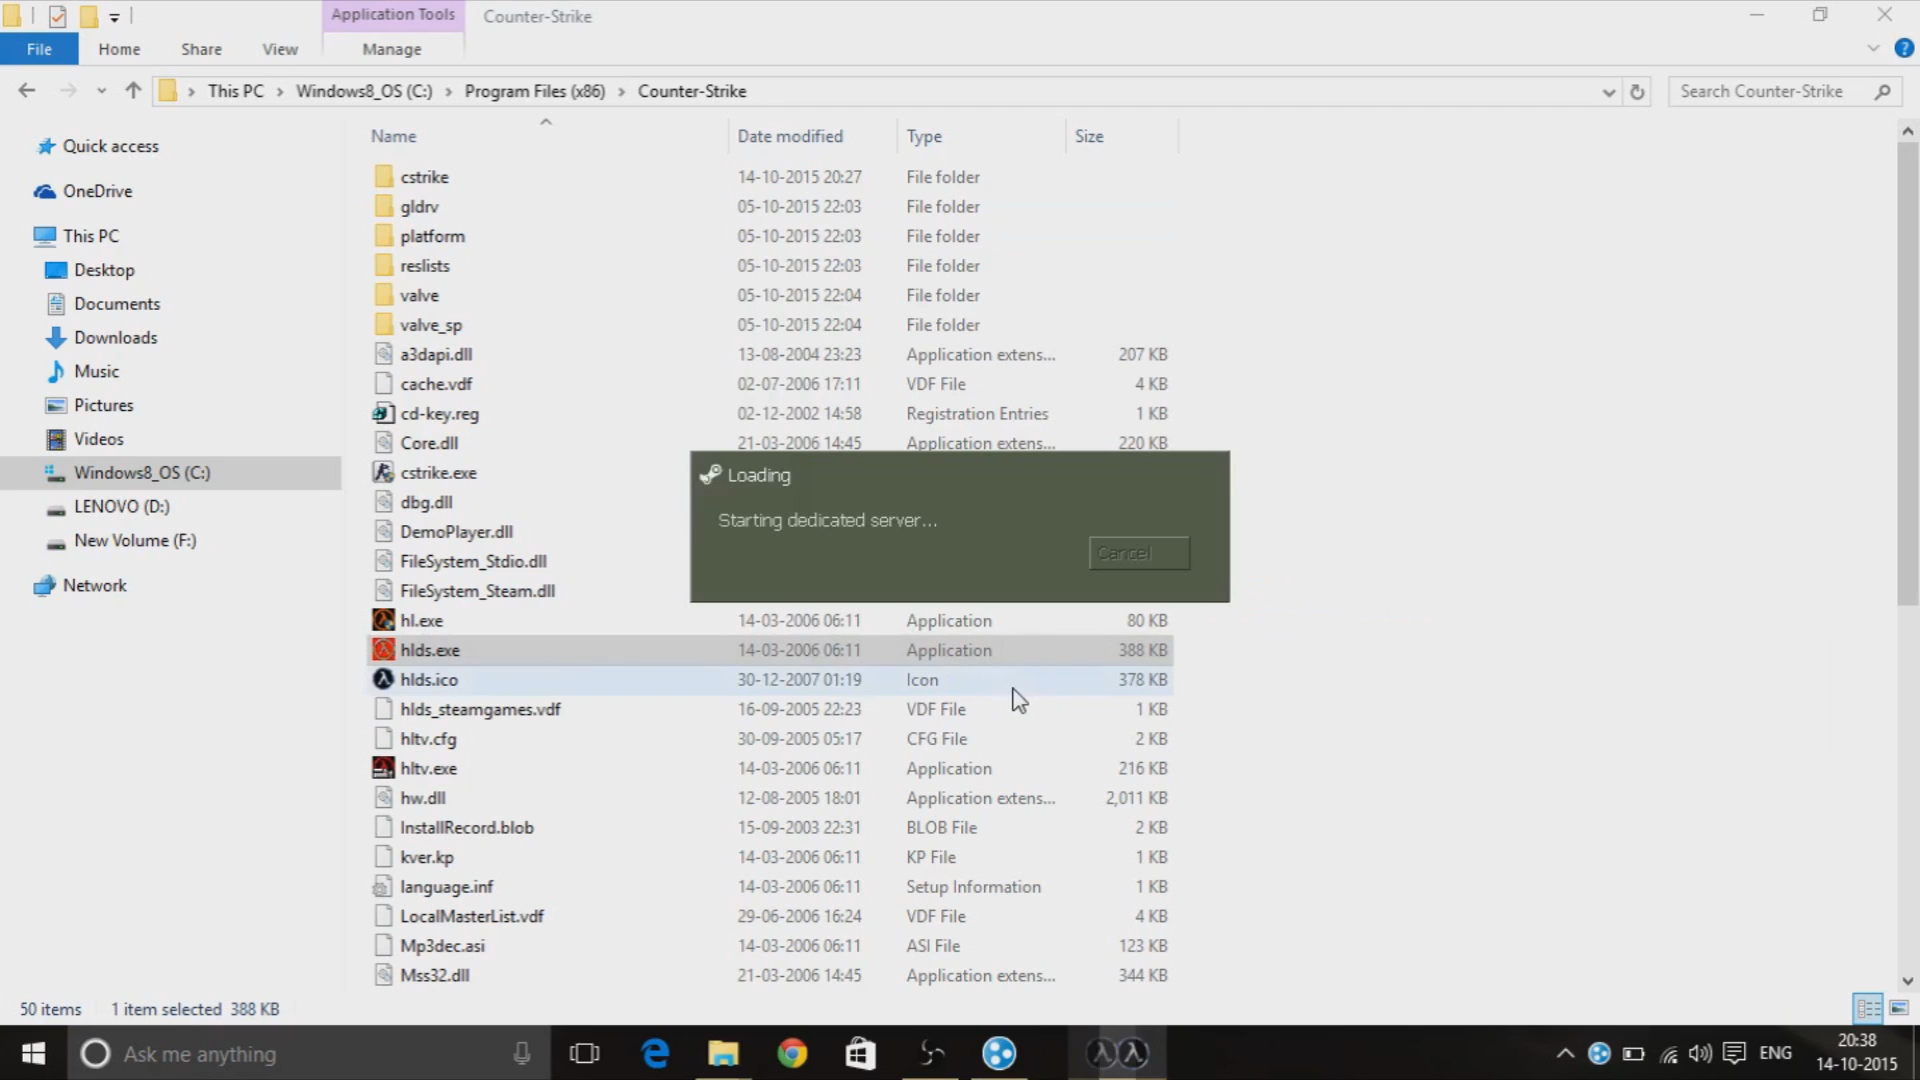 Application Tools
Counter-Strike
File
Home
Share
View
Manage
This PC
Windows8_OS (C:)
Program Files (x86)
Counter-Strike
Search Counter-Strike
Quick access
OneDrive
This PC
Desktop
Documents
Downloads
Music
Pictures
Videos
Windows8_OS (C:)
LENOVO (D:)
New Volume (F:)
Network
Name Date modified Type Size
cstrike 14-10-2015 20:27 File folder
gldrv 05-10-2015 22:03 File folder
platform 05-10-2015 22:03 File folder
reslists 05-10-2015 22:03 File folder
valve 05-10-2015 22:04 File folder
valve_sp 05-10-2015 22:04 File folder
a3dapi.dll 13-08-2004 23:23 Application extens... 207 KB
cache.vdf 02-07-2006 17:11 VDF File 4 KB
cd-key.reg 02-12-2002 14:58 Registration Entries 1 KB
Core.dll 21-03-2006 14:45 Application extens... 220 KB
cstrike.exe
dbg.dll
DemoPlayer.dll
FileSystem_Stdio.dll
FileSystem_Steam.dll
hl.exe 14-03-2006 06:11 Application 80 KB
hlds.exe 14-03-2006 06:11 Application 388 KB
hlds.ico 30-12-2007 01:19 Icon 378 KB
hlds_steamgames.vdf 16-09-2005 22:23 VDF File 1 KB
hltv.cfg 30-09-2005 05:17 CFG File 2 KB
hltv.exe 14-03-2006 06:11 Application 216 KB
hw.dll 12-08-2005 18:01 Application extens... 2,011 KB
InstallRecord.blob 15-09-2003 22:31 BLOB File 2 KB
kver.kp 14-03-2006 06:11 KP File 1 KB
language.inf 14-03-2006 06:11 Setup Information 1 KB
LocalMasterList.vdf 29-06-2006 16:24 VDF File 4 KB
Mp3dec.asi 14-03-2006 06:11 ASI File 123 KB
Mss32.dll 21-03-2006 14:45 Application extens... 344 KB
Loading
Starting dedicated server...
Cancel
50 items 1 item selected 388 KB
Ask me anything
ENG
20:38
14-10-2015